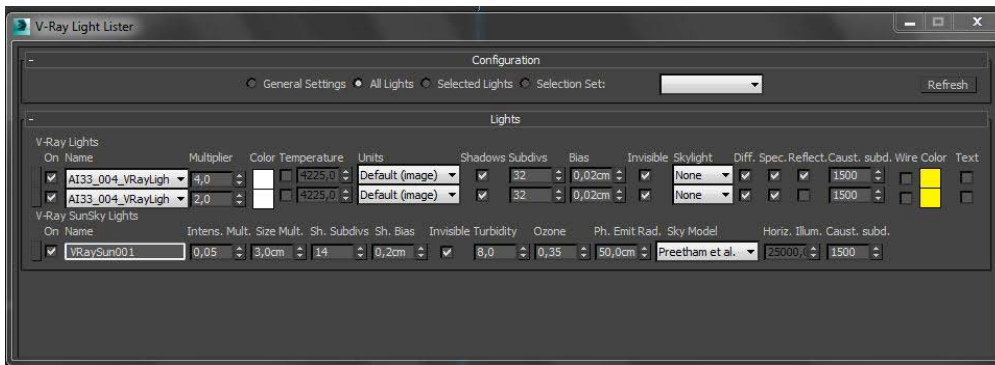 V-Ray Light Lister
Configuration
General Settings All Lights Selected Lights Selection Set: Refresh
Lights
V-Ray Lights
On Name Multiplier Color Temperature Units Shadows Subdivs Bias Invisible Skylight Diff. Spec. Reflect. Caust. subd. Wire Color Text
AI33_004_VRayLigh 4,0 4225,0 Default (image) 32 0,02cm None 1500
AI33_004_VRayLigh 2,0 4225,0 Default (image) 32 0,02cm None 1500
V-Ray SunSky Lights
On Name Intens. Mult. Size Mult. Sh. Subdivs Sh. Bias Invisible Turbidity Ozone Ph. Emit Rad. Sky Model Horiz. Illum. Caust. subd.
VRaySun001 0,05 3,0cm 14 0,2cm 8,0 0,35 50,0cm Preetham et al. 25000,( 1500